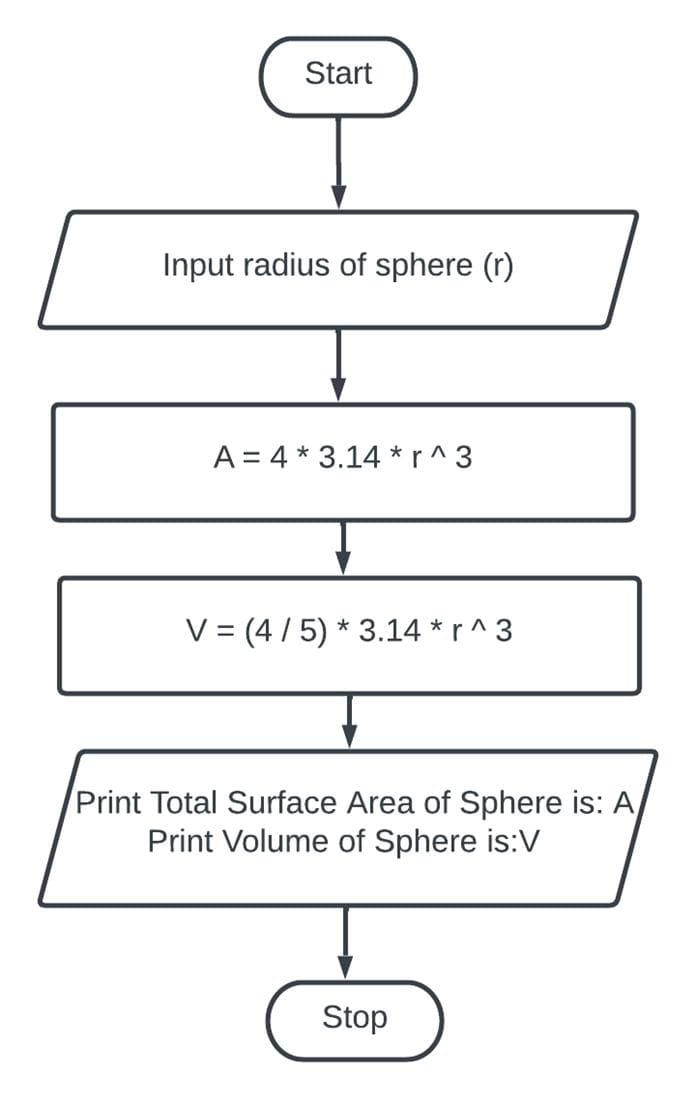 Start
Input radius of sphere (r)
A = 4 * 3.14 * r ^ 3
V = (4 / 5) * 3.14 * r ^ 3
Print Total Surface Area of Sphere is: A
Print Volume of Sphere is:V
Stop